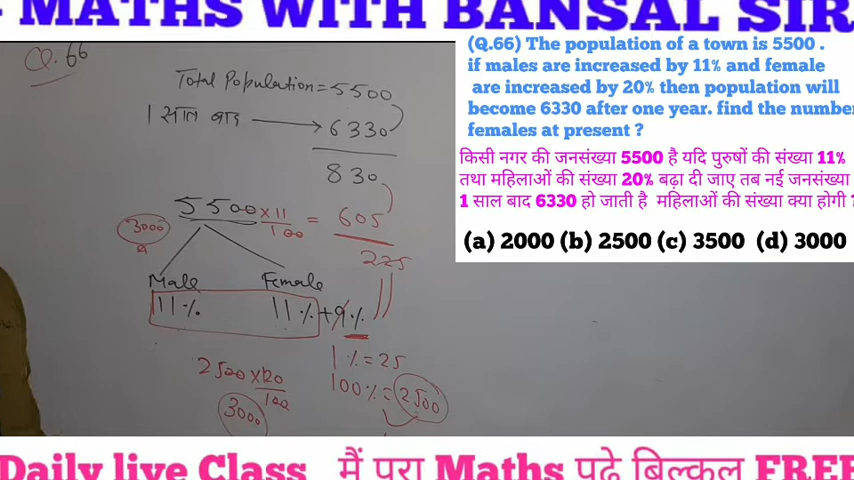 - MATHS WITH BANSAL SIR
Q. 66
Total Population = 5500
1 साल बाद → 6330
830
5500 × 11/100 = 605
3000
225
Male Female
11% 11% + 9%
1% = 25
100% = 2500
2500 × 120/100
3000
(Q.66) The population of a town is 5500 .
if males are increased by 11% and female
are increased by 20% then population will
become 6330 after one year. find the number
females at present ?
किसी नगर की जनसंख्या 5500 है यदि पुरुषों की संख्या 11%
तथा महिलाओं की संख्या 20% बढ़ा दी जाए तब नई जनसंख्या
1 साल बाद 6330 हो जाती है महिलाओं की संख्या क्या होगी ?
(a) 2000 (b) 2500 (c) 3500 (d) 3000
Daily live Class में पूरा Maths पढ़े बिल्कुल FREE